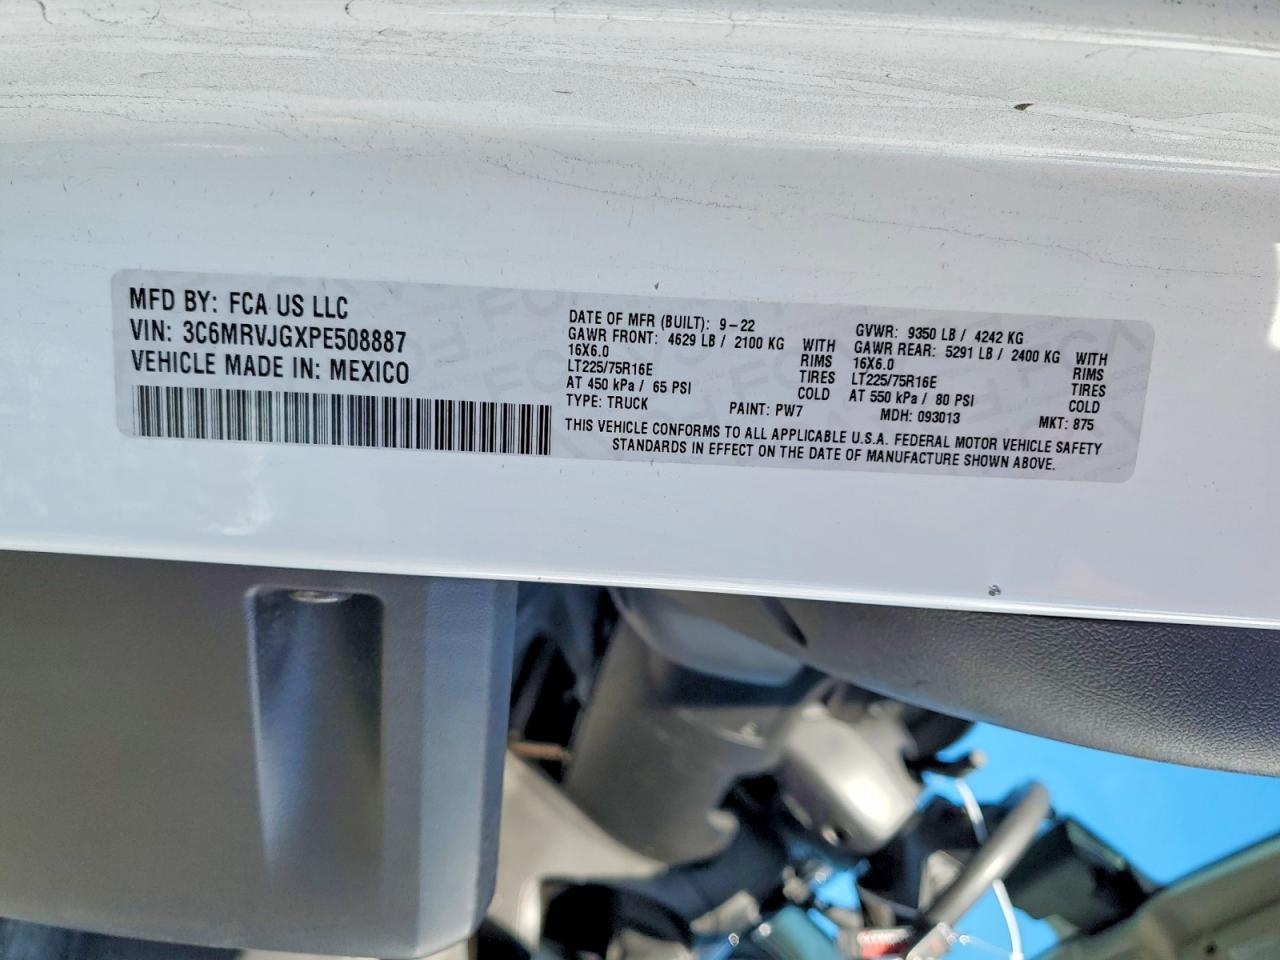 MFD BY: FCA US LLC
VIN: 3C6MRVJGXPE508887
VEHICLE MADE IN: MEXICO
DATE OF MFR (BUILT): 9-22
GAWR FRONT: 4629 LB / 2100 KG WITH
16X6.0 RIMS
LT225/75R16E TIRES
AT 450 kPa / 65 PSI COLD
TYPE: TRUCK PAINT: PW7
GVWR: 9350 LB / 4242 KG
GAWR REAR: 5291 LB / 2400 KG WITH
16X6.0 RIMS
LT225/75R16E TIRES
AT 550 kPa / 80 PSI COLD
MDH: 093013 MKT: 875
THIS VEHICLE CONFORMS TO ALL APPLICABLE U.S.A. FEDERAL MOTOR VEHICLE SAFETY
STANDARDS IN EFFECT ON THE DATE OF MANUFACTURE SHOWN ABOVE.